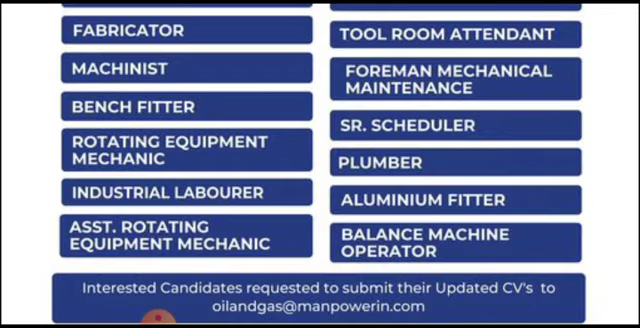 FABRICATOR
MACHINIST
BENCH FITTER
ROTATING EQUIPMENT
MECHANIC
INDUSTRIAL LABOURER
ASST. ROTATING
EQUIPMENT MECHANIC
TOOL ROOM ATTENDANT
FOREMAN MECHANICAL
MAINTENANCE
SR. SCHEDULER
PLUMBER
ALUMINIUM FITTER
BALANCE MACHINE
OPERATOR
Interested Candidates requested to submit their Updated CV's to
oilandgas@manpowerin.com